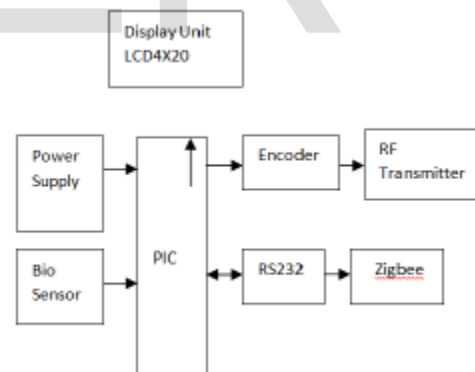 Display Unit
LCD4X20
Power
Supply
Encoder
RF
Transmitter
PIC
Bio
Sensor
RS232
Zigbee